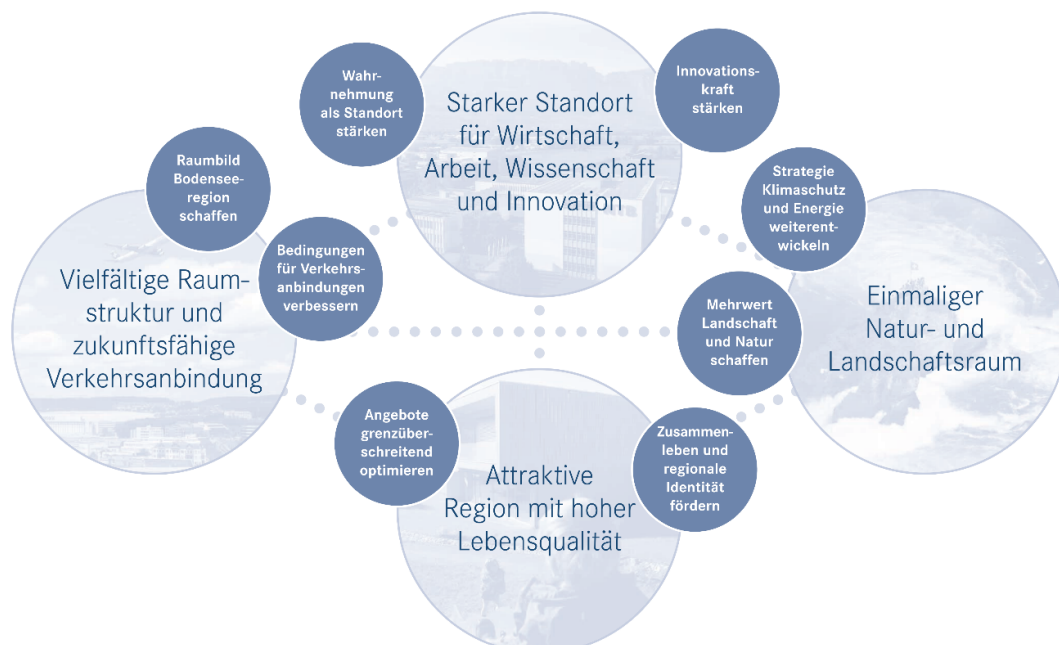 Wahr-
nehmung
als Standort
stärken
Starker Standort
für Wirtschaft,
Arbeit, Wissenschaft
und Innovation
Innovations-
kraft
stärken
Raumbild
Bodensee-
region
schaffen
Bedingungen
für Verkehrs-
anbindungen
verbessern
Vielfältige Raum-
struktur und
zukunftsfähige
Verkehrsanbindung
Strategie
Klimaschutz
und Energie
weiterent-
wickeln
Mehrwert
Landschaft
und Natur
schaffen
Einmaliger
Natur- und
Landschaftsraum
Angebote
grenzüber-
schreitend
optimieren
Attraktive
Region mit hoher
Lebensqualität
Zusammen-
leben und
regionale
Identität
fördern